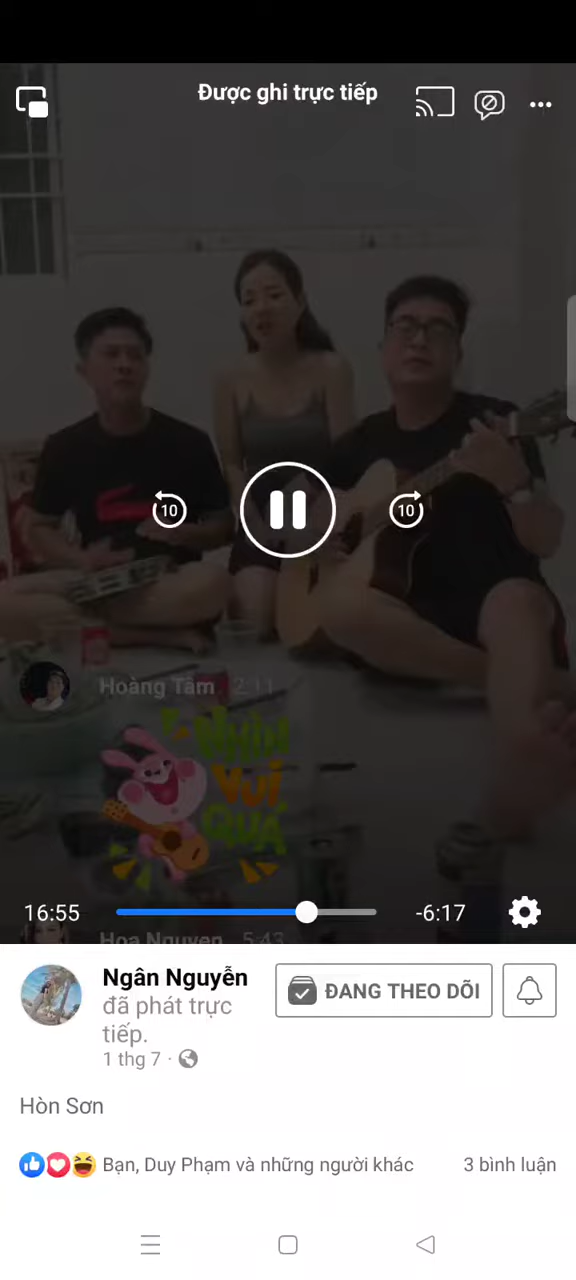 Được ghi trực tiếp
10
10
Hoàng Tâm 2:11
NHÌN
VUI
QUÁ
16:55
-6:17
Hoa Nguyen 5:43
Ngân Nguyễn
ĐANG THEO DÕI
đã phát trực
tiếp.
1 thg 7 ·
Hòn Sơn
Bạn, Duy Phạm và những người khác
3 bình luận